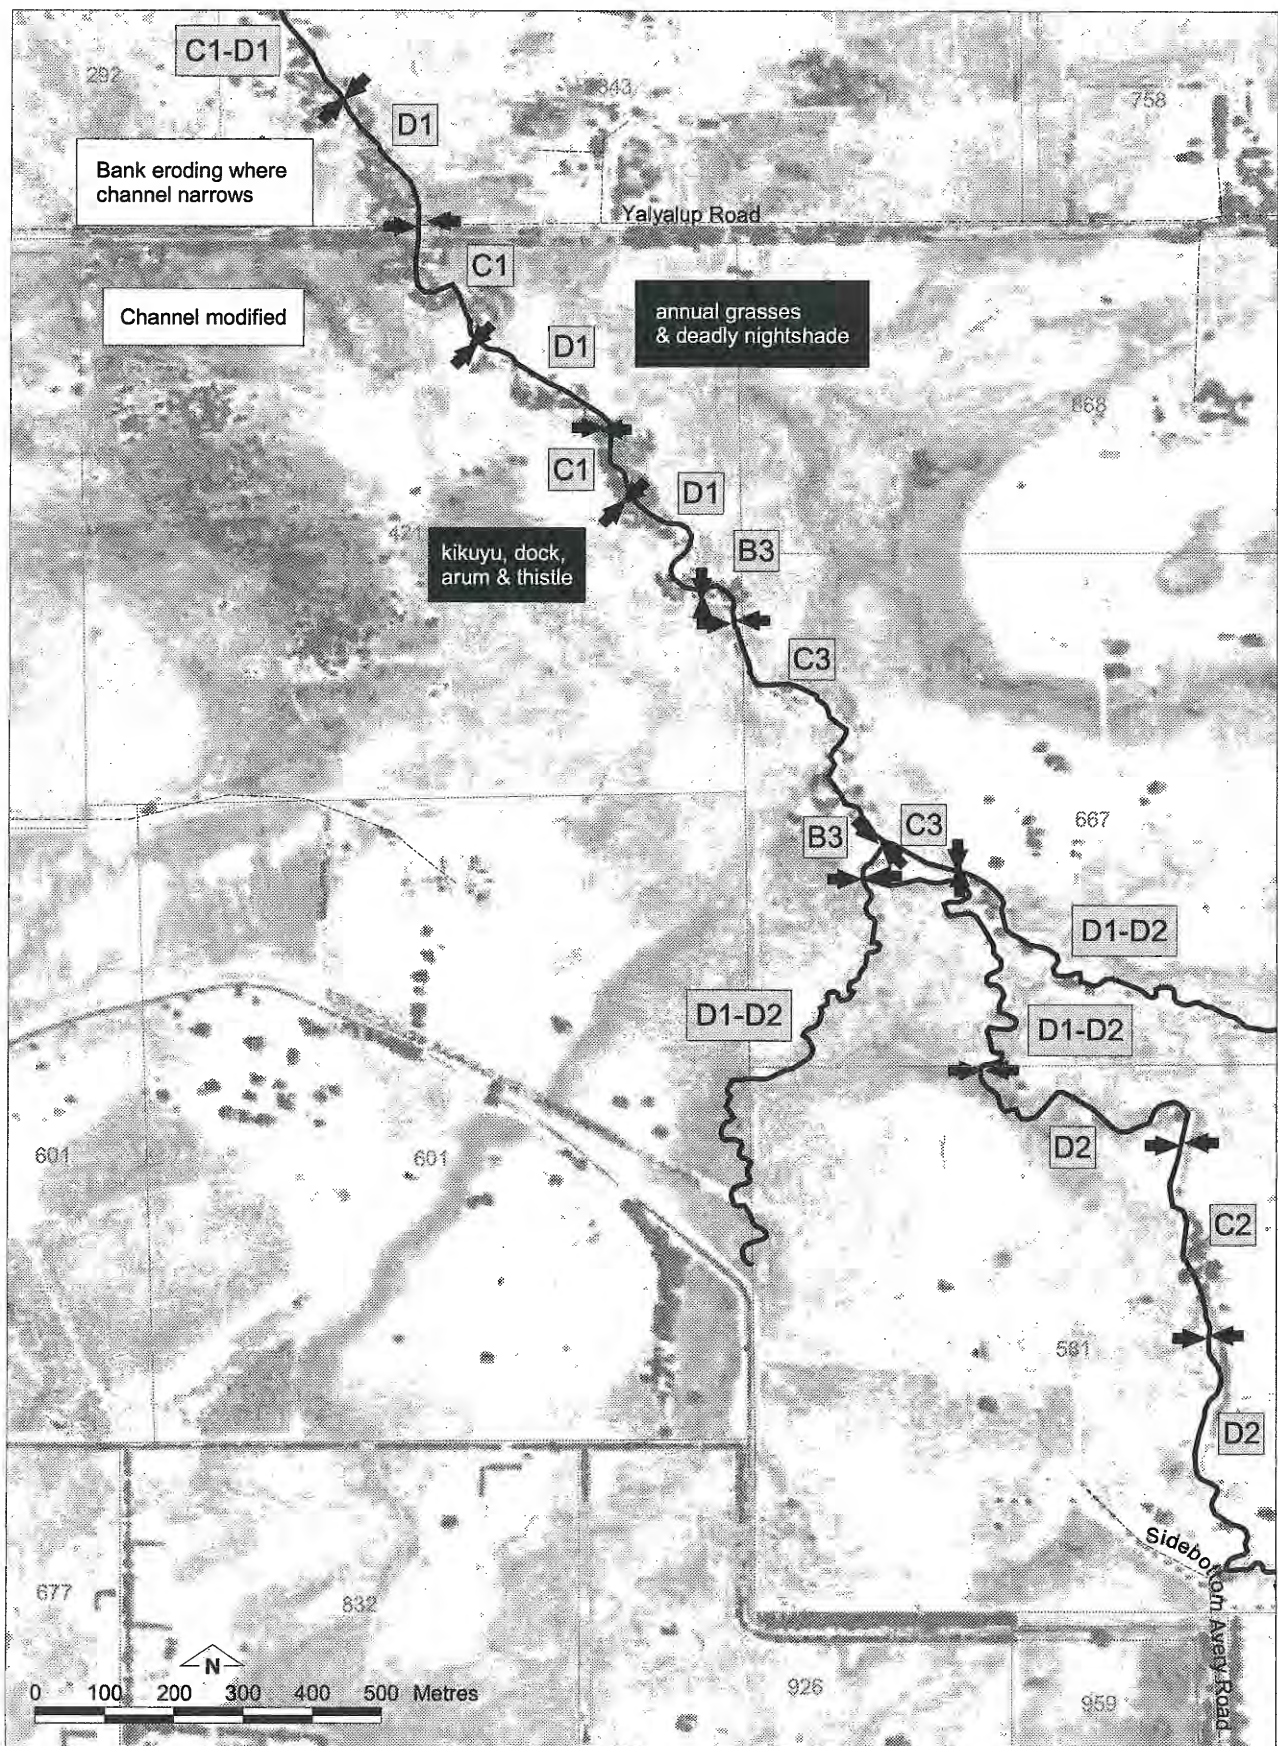 C1-D1
292
843
758
D1
Bank eroding where
channel narrows
Yalyalup Road
C1
Channel modified
annual grasses
& deadly nightshade
D1
668
C1
D1
421
kikuyu, dock,
arum & thistle
B3
C3
667
B3
C3
D1-D2
D1-D2
D1-D2
601
601
D2
C2
581
D2
Sidebottom
677
832
Avery Road
N
0 100 200 300 400 500 Metres
926
959